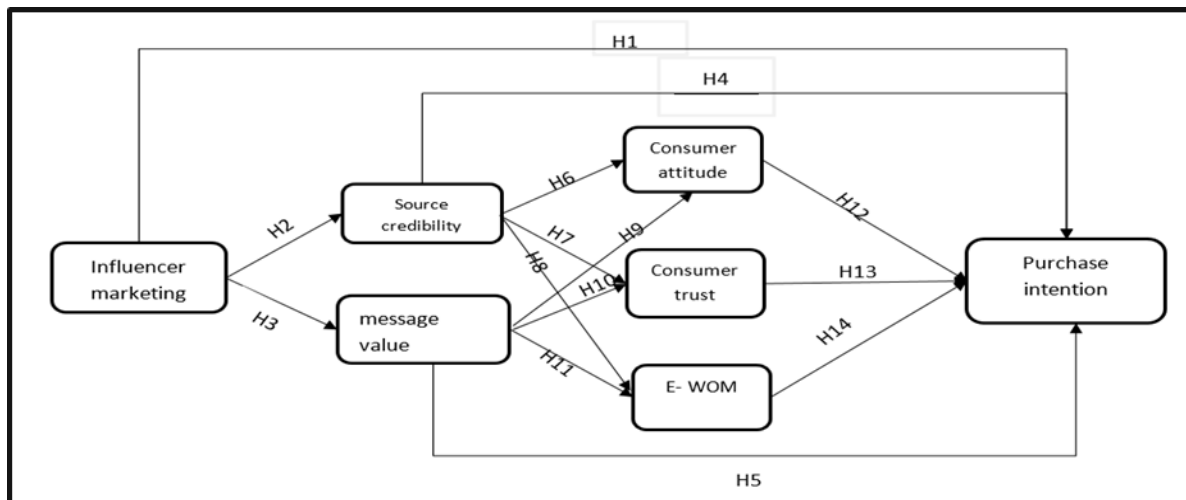 H1
H4
Consumer
attitude
H6
H12
Source
credibility
H2
H9
H7
H8
Influencer
marketing
Consumer
trust
H13
Purchase
intention
H10
H3
message
value
H14
H11
E- WOM
H5